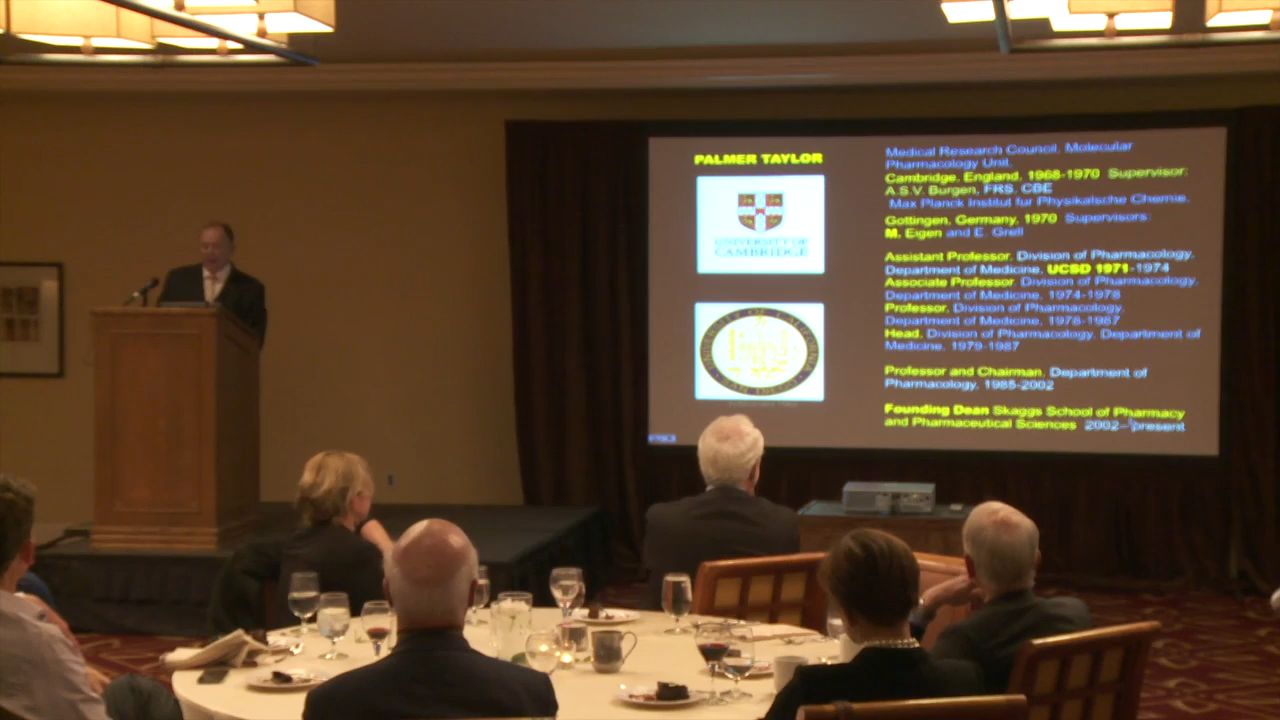 PALMER TAYLOR
UNIVERSITY OF
CAMBRIDGE
Medical Research Council, Molecular
Pharmacology Unit,
Cambridge, England, 1968-1970 Supervisor:
A.S.V. Burgen, FRS, CBE
Max Planck Institut fur Physikalsche Chemie,
Gottingen, Germany, 1970 Supervisors:
M. Eigen and E. Grell
Assistant Professor, Division of Pharmacology,
Department of Medicine, UCSD 1971-1974
Associate Professor Division of Pharmacology,
Department of Medicine, 1974-1978
Professor, Division of Pharmacology,
Department of Medicine, 1978-1987
Head, Division of Pharmacology, Department of
Medicine, 1979-1987
Professor and Chairman, Department of
Pharmacology, 1985-2002
Founding Dean Skaggs School of Pharmacy
and Pharmaceutical Sciences 2002--present